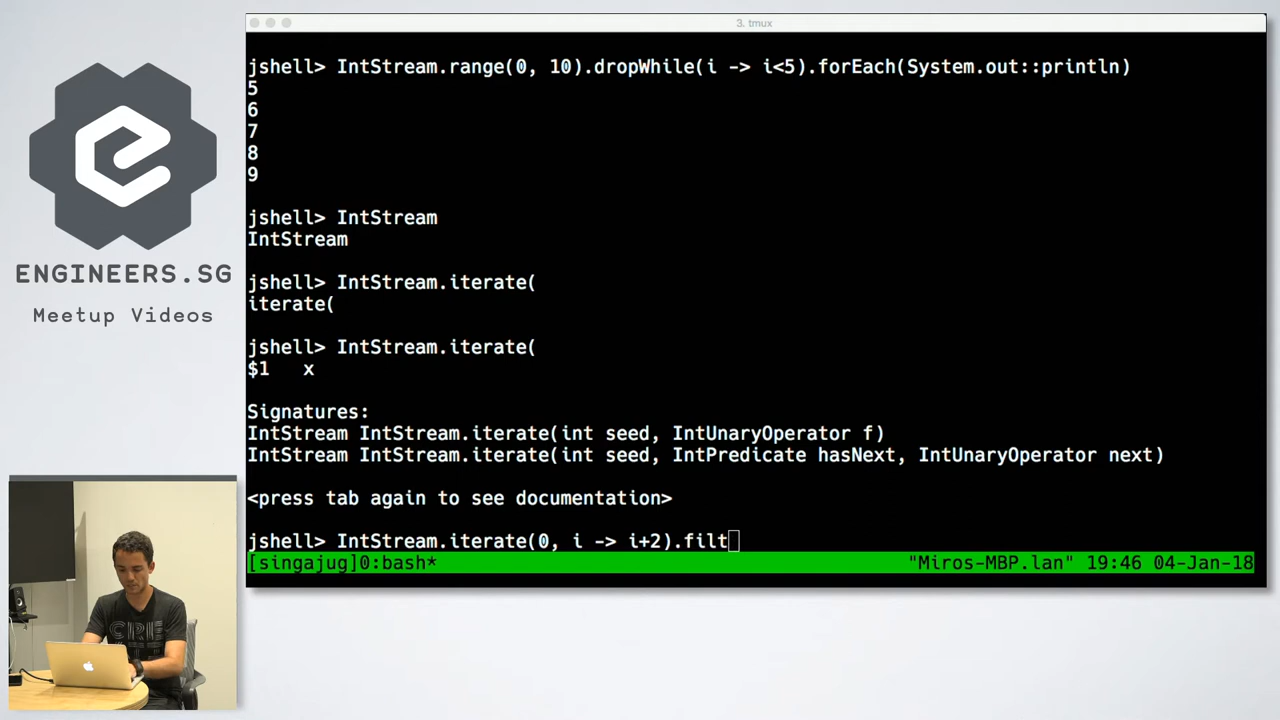 3. tmux
jshell> IntStream.range(0, 10).dropWhile(i -> i<5).forEach(System.out::println)
5
6
7
8
9
jshell> IntStream
IntStream
jshell> IntStream.iterate(
iterate(
jshell> IntStream.iterate(
$1   x
Signatures:
IntStream IntStream.iterate(int seed, IntUnaryOperator f)
IntStream IntStream.iterate(int seed, IntPredicate hasNext, IntUnaryOperator next)
<press tab again to see documentation>
jshell> IntStream.iterate(0, i -> i+2).filt
[singajug]0:bash* "Miros-MBP.lan" 19:46 04-Jan-18
ENGINEERS.SG
Meetup Videos